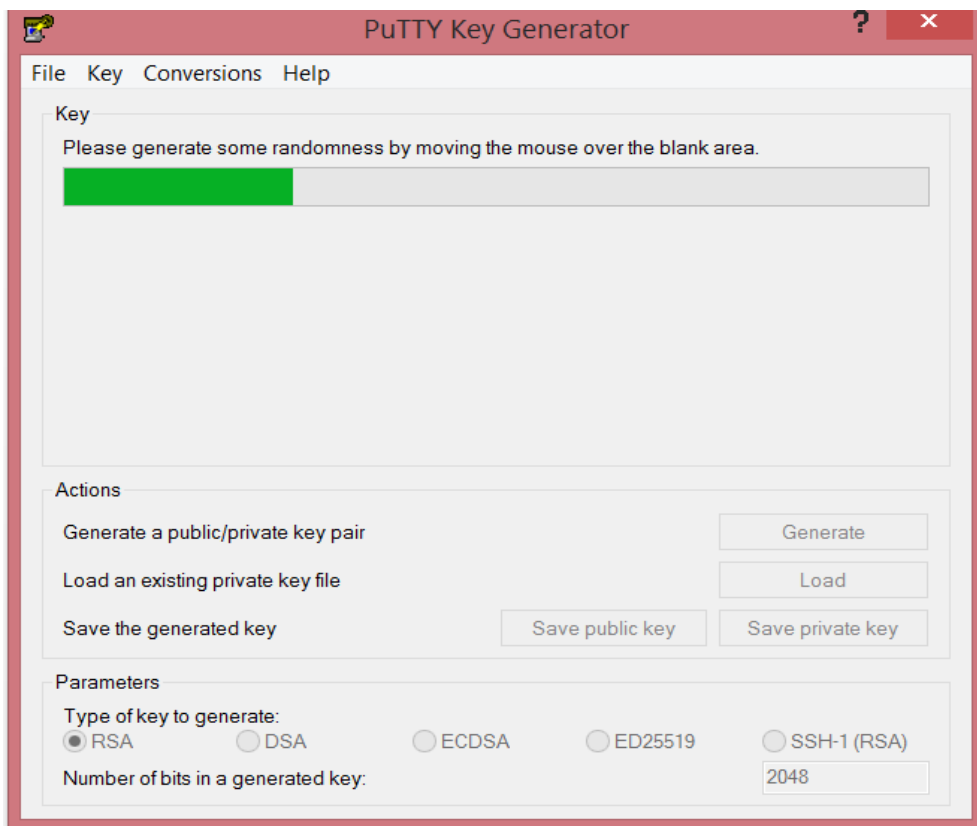 PuTTY Key Generator
?
×
File Key Conversions Help
Key
Please generate some randomness by moving the mouse over the blank area.
Actions
Generate a public/private key pair
Generate
Load an existing private key file
Load
Save the generated key
Save public key
Save private key
Parameters
Type of key to generate:
RSA
DSA
ECDSA
ED25519
SSH-1 (RSA)
Number of bits in a generated key:
2048